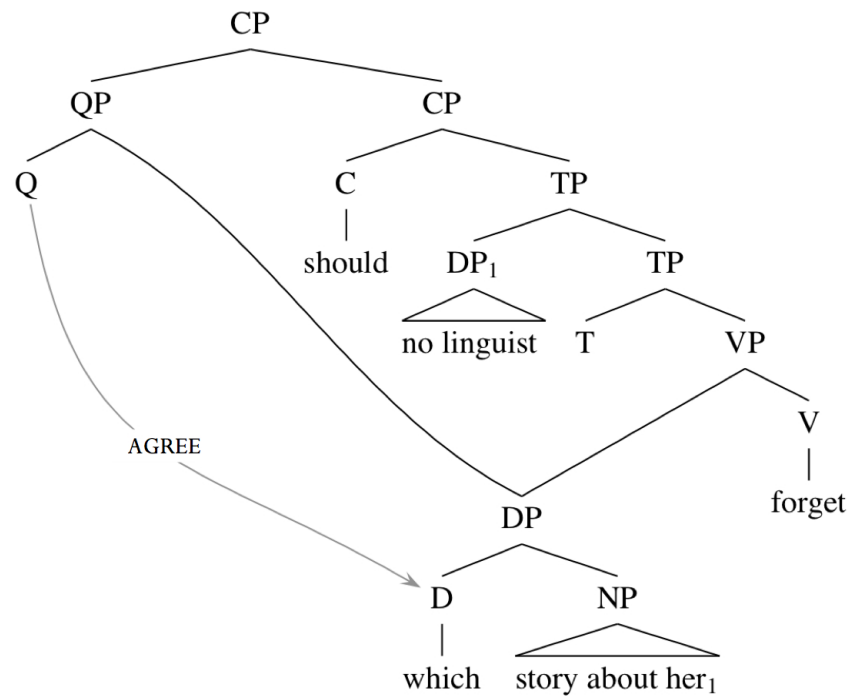 CP
QP CP
Q C TP
should DP₁ TP
no linguist T VP
V
AGREE
forget
DP
D NP
which story about her₁